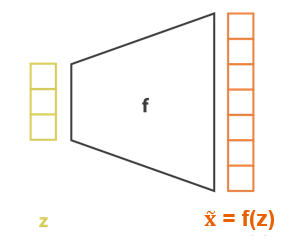 f
z
x̃ = f(z)